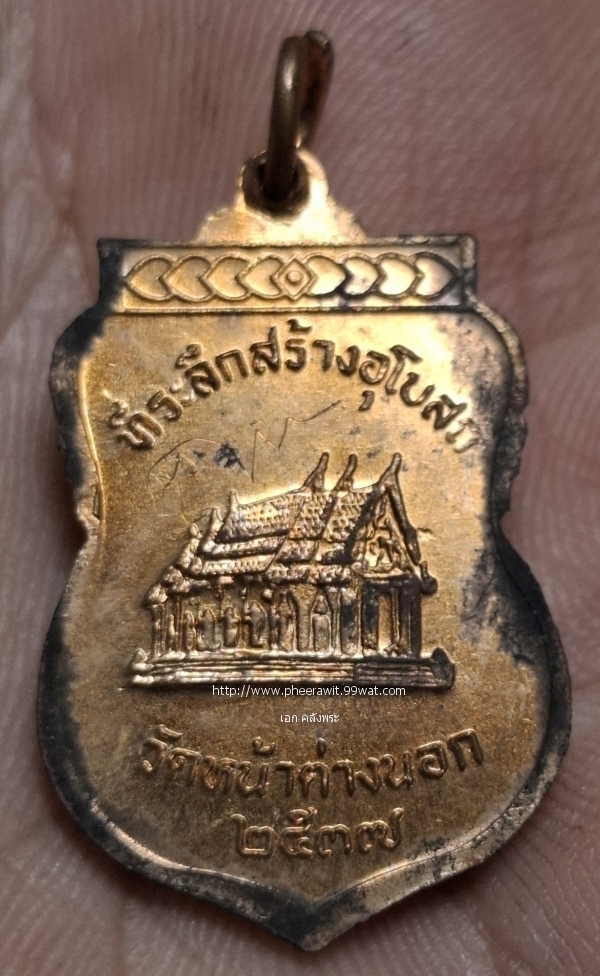 ที่ระลึกสร้างอุโบสถ
http://www.pheerawit.99wat.com
เอก คลังพระ
วัดหน้าต่างนอก
๒๕๓๗